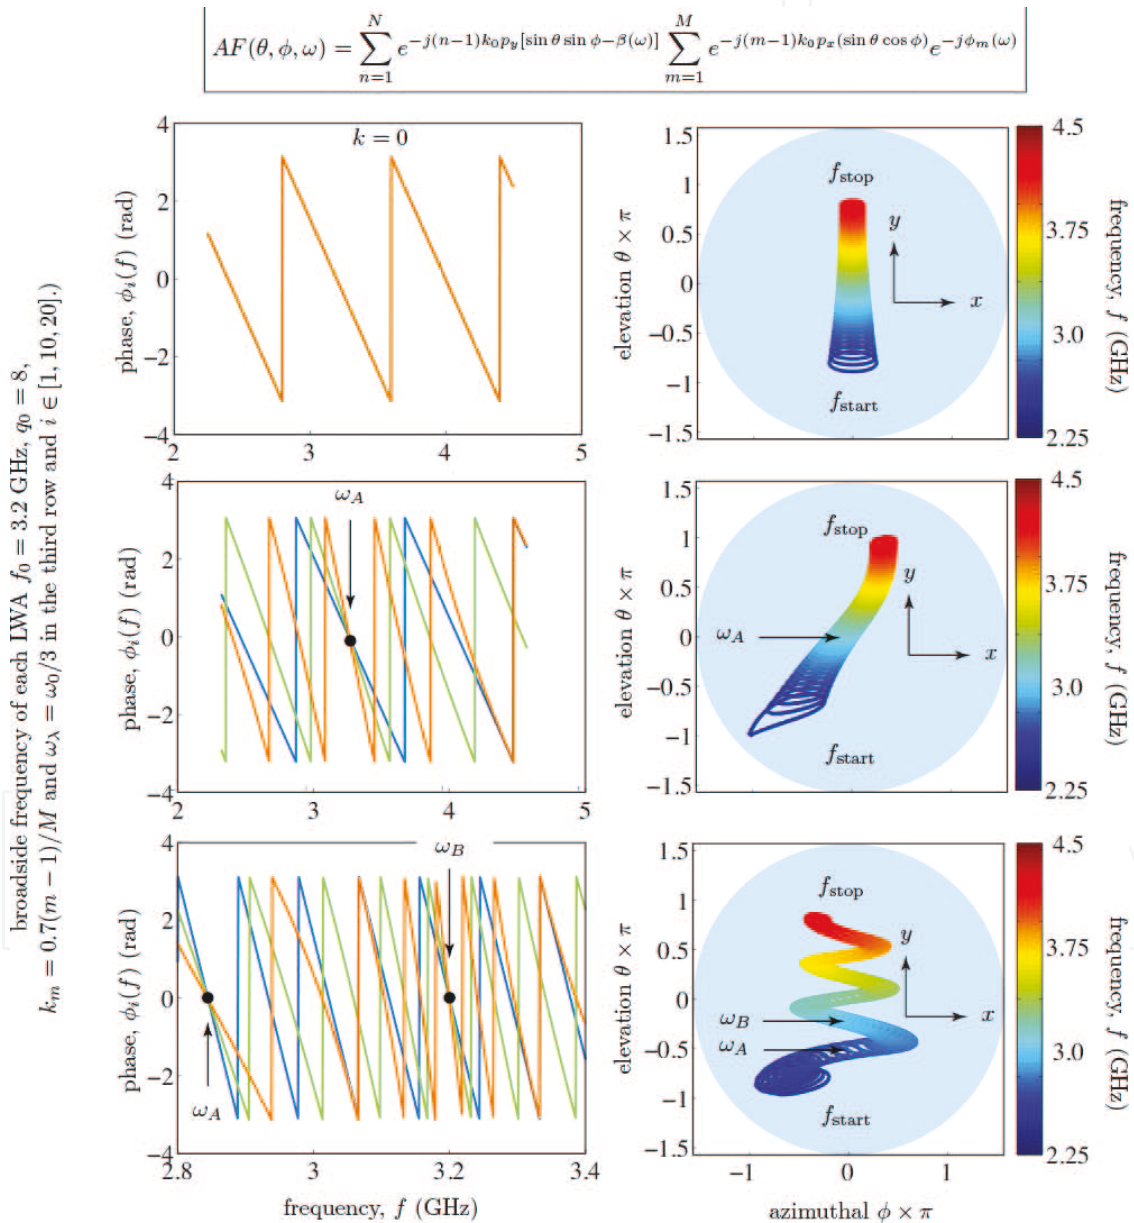 AF(θ, ϕ, ω) = ∑_{n=1}^{N} e^{−j(n−1)k₀p_y[sin θ sin ϕ−β(ω)]} ∑_{m=1}^{M} e^{−j(m−1)k₀p_x(sin θ cos ϕ)} e^{−jϕ_m(ω)}
broadside frequency of each LWA f₀ = 3.2 GHz, q₀ = 8,
k_m = 0.7(m − 1)/M and ω_λ = ω₀/3 in the third row and i ∈ [1, 10, 20].)
phase, ϕ_i(f) (rad)
4
2
0
−2
−4
k = 0
2
3
4
5
elevation θ × π
1.5
1
0.5
0
−0.5
−1
−1.5
f_stop
y
x
f_start
4.5
3.75
3.0
2.25
frequency, f (GHz)
phase, ϕ_i(f) (rad)
4
2
0
−2
−4
ω_A
2
3
4
5
elevation θ × π
1.5
1
0.5
0
−0.5
−1
−1.5
f_stop
y
ω_A
x
f_start
4.5
3.75
3.0
2.25
frequency, f (GHz)
phase, ϕ_i(f) (rad)
4
2
0
−2
−4
ω_B
ω_A
2.8
3
3.2
3.4
frequency, f (GHz)
elevation θ × π
1.5
1
0.5
0
−0.5
−1
−1.5
f_stop
y
ω_B
x
ω_A
f_start
−1
0
1
azimuthal ϕ × π
4.5
3.75
3.0
2.25
frequency, f (GHz)